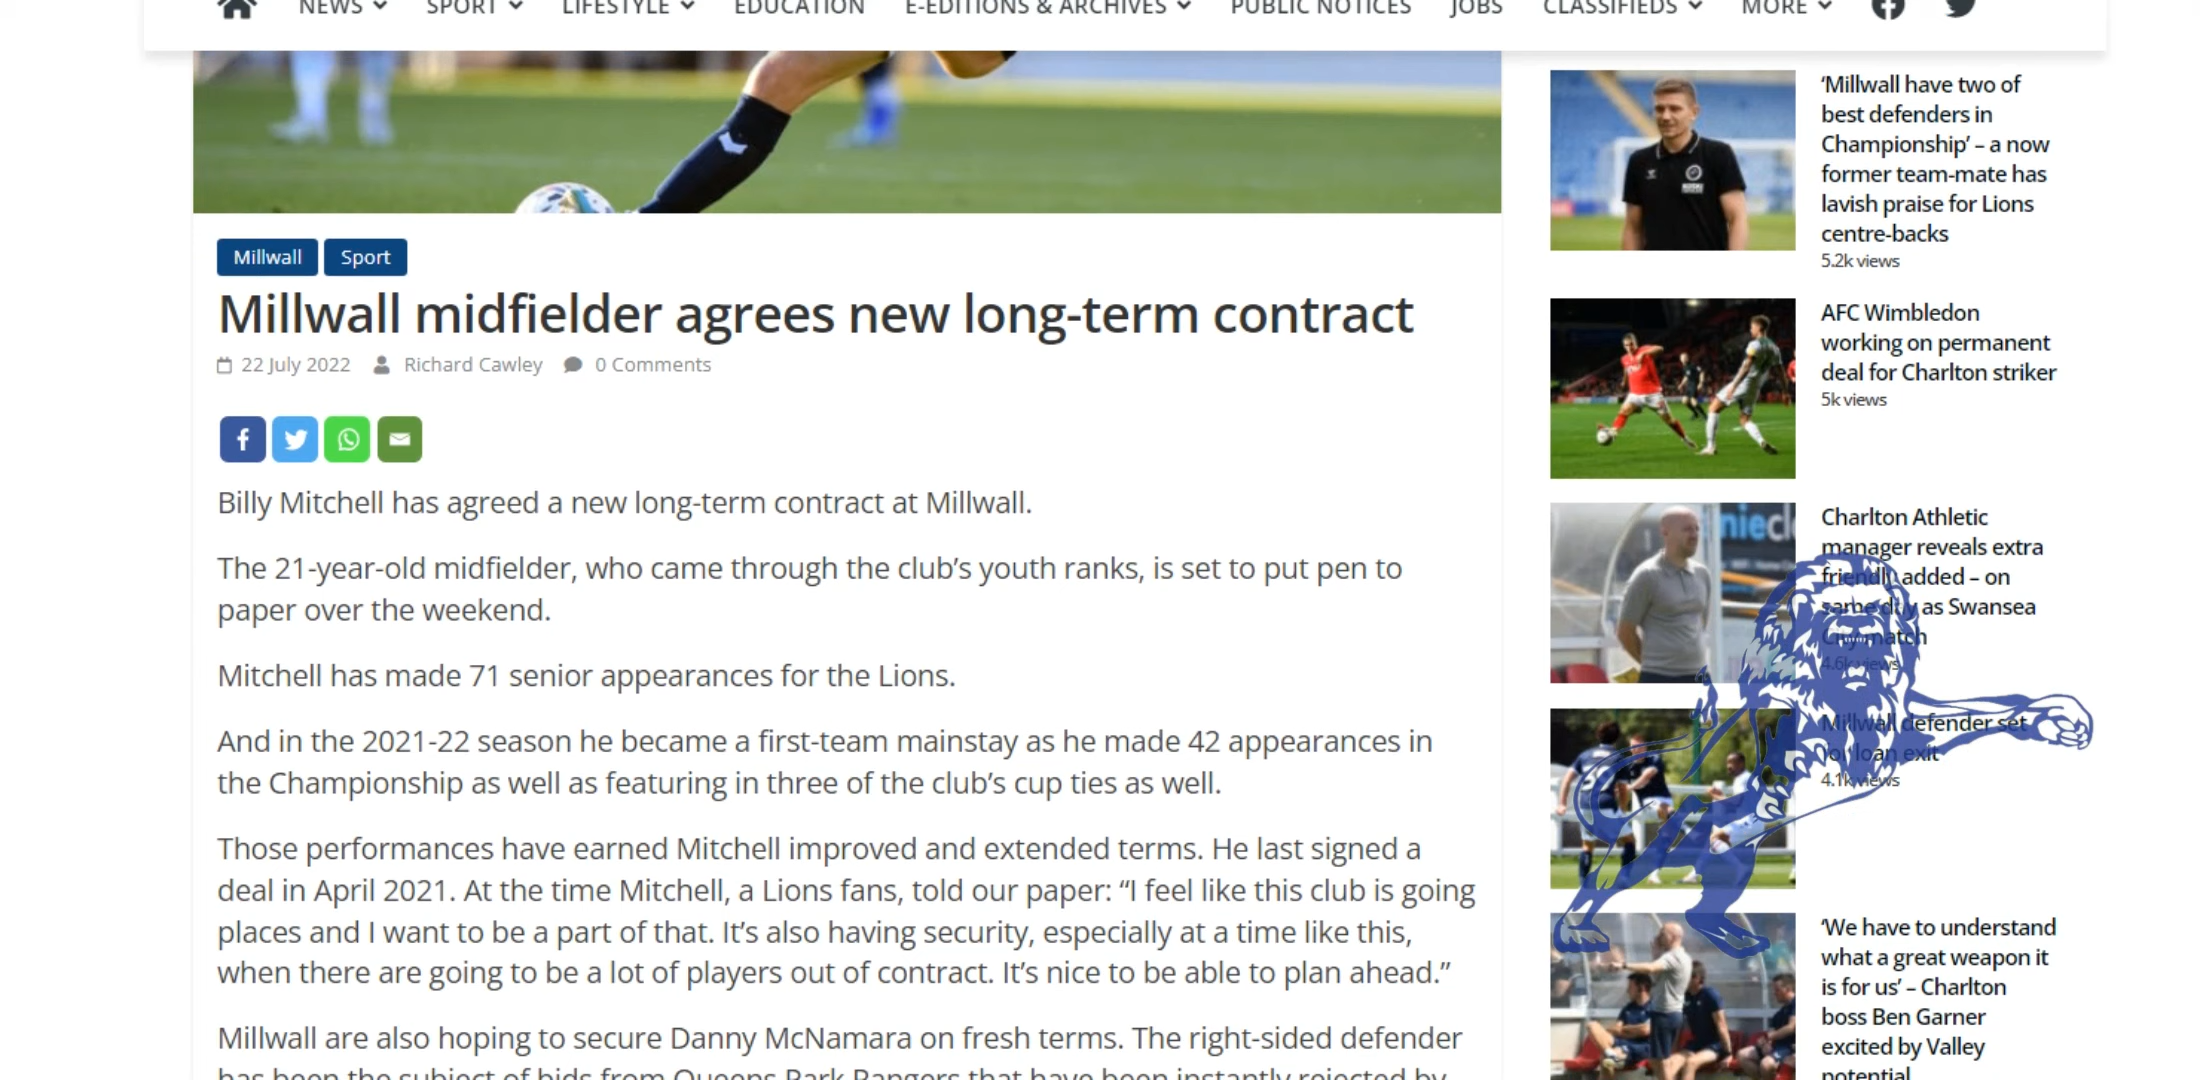 NEWS SPORT LIFESTYLE EDUCATION E-EDITIONS & ARCHIVES PUBLIC NOTICES JOBS CLASSIFIEDS MORE
Millwall Sport
Millwall midfielder agrees new long-term contract
22 July 2022 Richard Cawley 0 Comments
Billy Mitchell has agreed a new long-term contract at Millwall.
The 21-year-old midfielder, who came through the club’s youth ranks, is set to put pen to
paper over the weekend.
Mitchell has made 71 senior appearances for the Lions.
And in the 2021-22 season he became a first-team mainstay as he made 42 appearances in
the Championship as well as featuring in three of the club’s cup ties as well.
Those performances have earned Mitchell improved and extended terms. He last signed a
deal in April 2021. At the time Mitchell, a Lions fans, told our paper: “I feel like this club is going
places and I want to be a part of that. It’s also having security, especially at a time like this,
when there are going to be a lot of players out of contract. It’s nice to be able to plan ahead.”
Millwall are also hoping to secure Danny McNamara on fresh terms. The right-sided defender
has been the subject of bids from Queens Park Rangers that have been instantly rejected by
‘Millwall have two of
best defenders in
Championship’ – a now
former team-mate has
lavish praise for Lions
centre-backs
5.2k views
AFC Wimbledon
working on permanent
deal for Charlton striker
5k views
Charlton Athletic
manager reveals extra
friendly added – on
same day as Swansea
City match
4.6k views
Millwall defender set
for loan exit
4.1k views
‘We have to understand
what a great weapon it
is for us’ – Charlton
boss Ben Garner
excited by Valley
potential